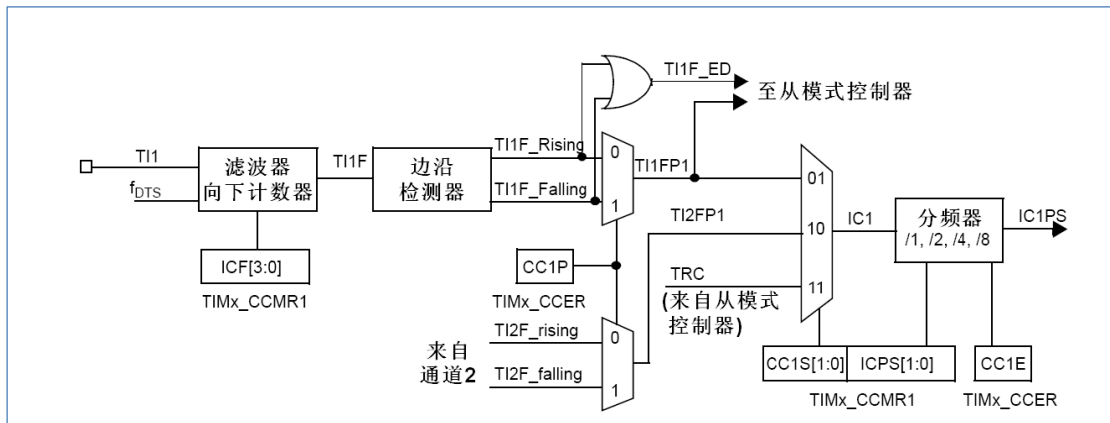 TI1F_ED
至从模式控制器
TI1
f_DTS
滤波器
向下计数器
TI1F
边沿
检测器
TI1F_Rising
TI1F_Falling
0
1
TI1FP1
TI2FP1
01
10
11
IC1
分频器
/1, /2, /4, /8
IC1PS
ICF[3:0]
TIMx_CCMR1
CC1P
TIMx_CCER
TRC
(来自从模式
控制器)
来自
通道2
TI2F_rising
TI2F_falling
0
1
CC1S[1:0]
ICPS[1:0]
CC1E
TIMx_CCMR1
TIMx_CCER